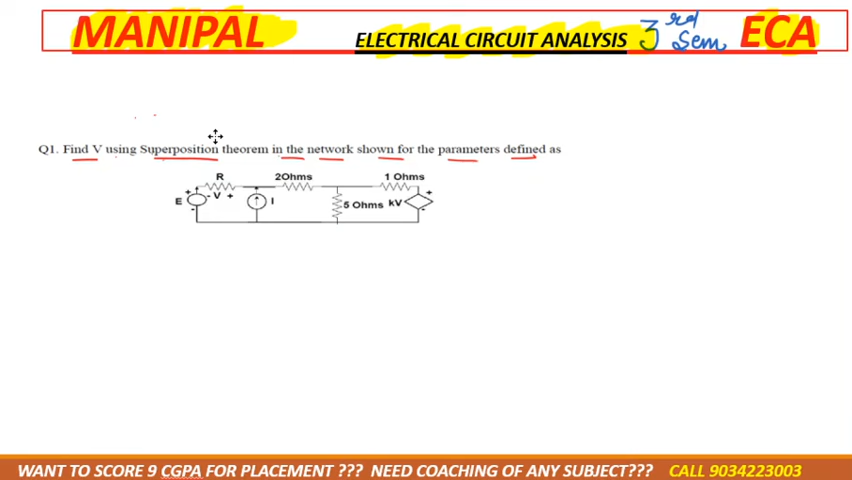 MANIPAL ELECTRICAL CIRCUIT ANALYSIS 3rd Sem ECA
Q1. Find V using Superposition theorem in the network shown for the parameters defined as
R 2Ohms 1 Ohms
+ - V + +
E I 5 Ohms kV
- -
WANT TO SCORE 9 CGPA FOR PLACEMENT ??? NEED COACHING OF ANY SUBJECT??? CALL 9034223003